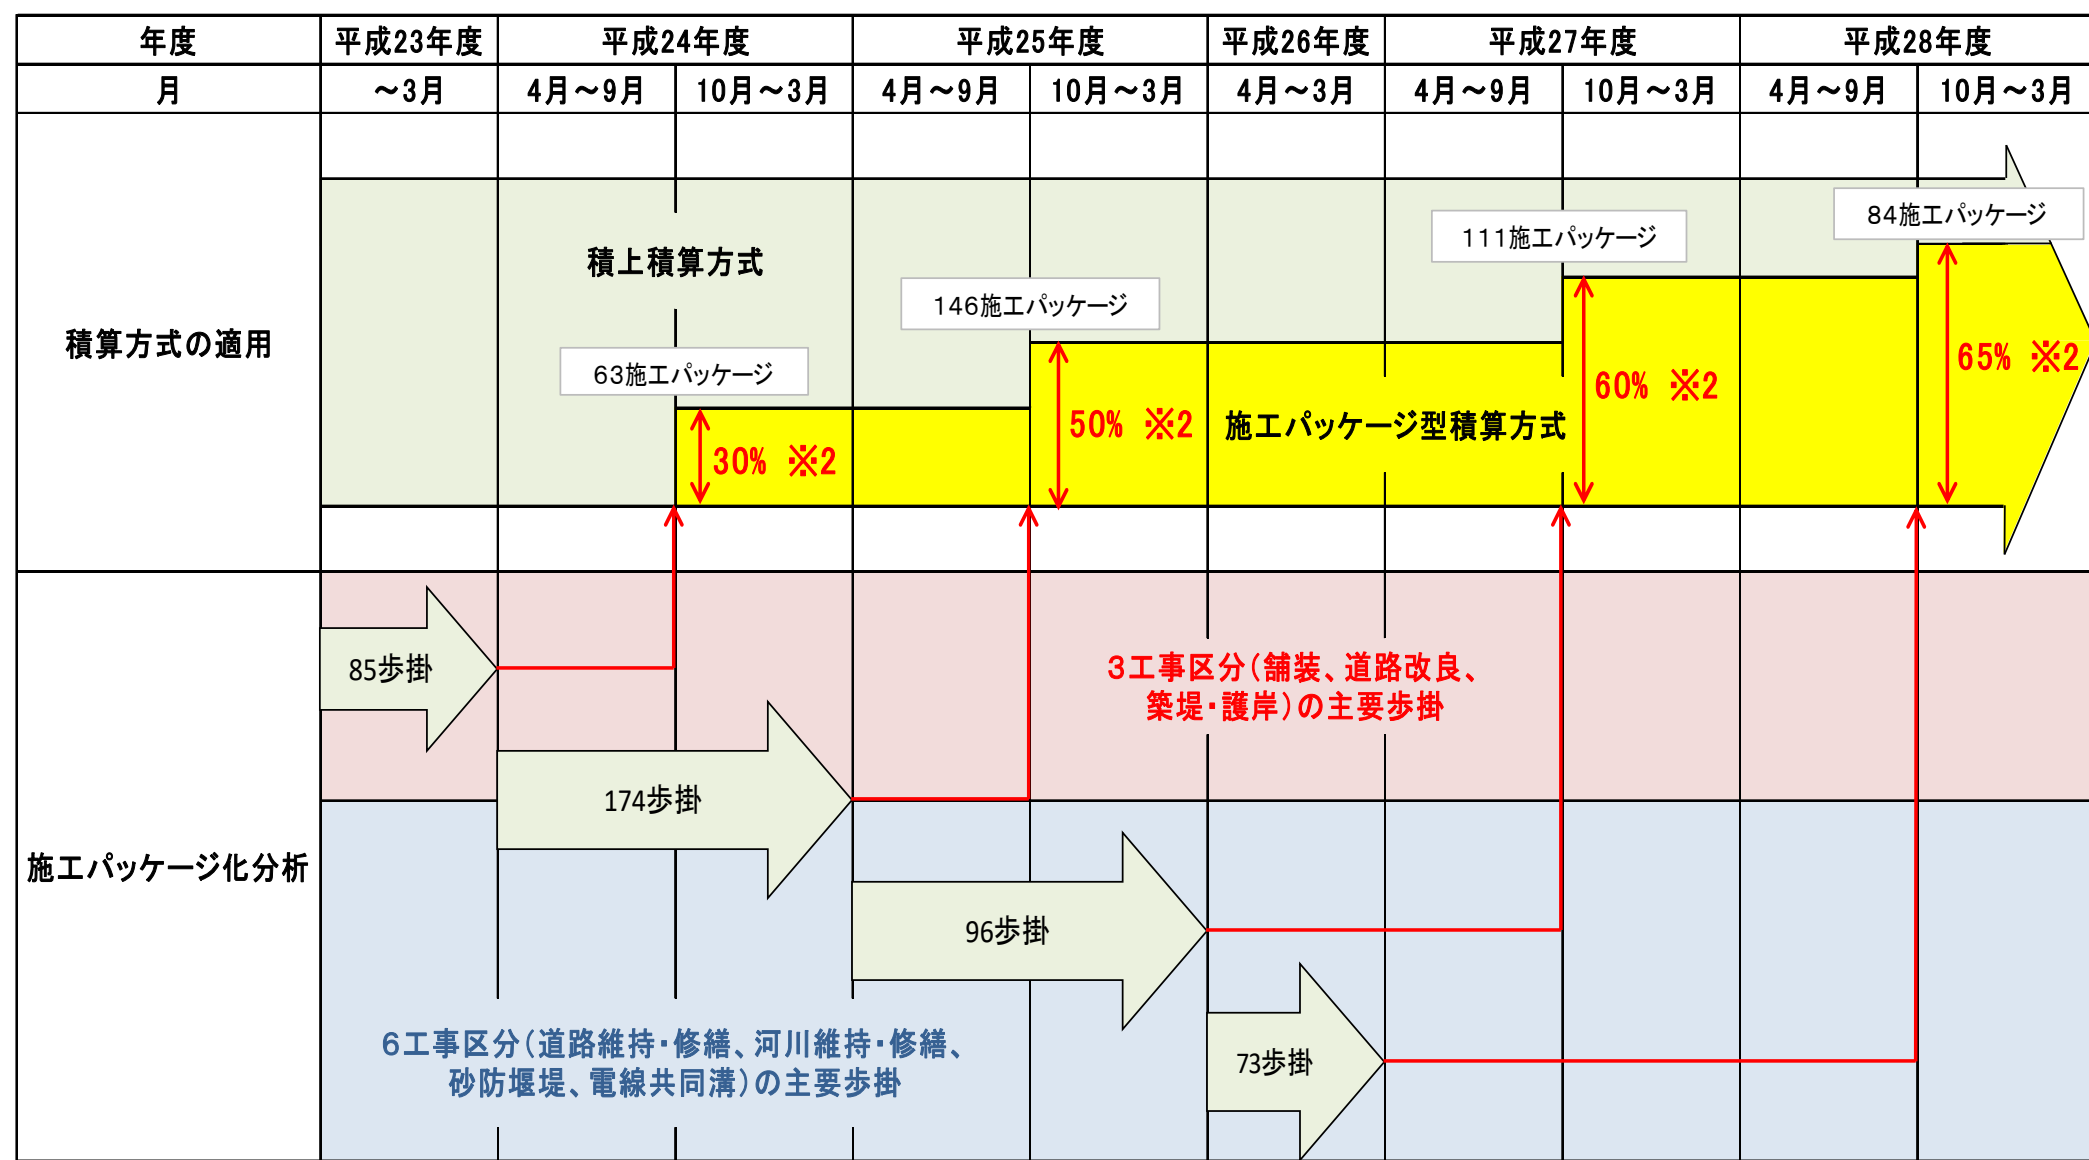 年度 平成23年度 平成24年度 平成25年度 平成26年度 平成27年度 平成28年度
月 ～3月 4月～9月 10月～3月 4月～9月 10月～3月 4月～3月 4月～9月 10月～3月 4月～9月 10月～3月
積算方式の適用
積上積算方式
63施工パッケージ
146施工パッケージ
111施工パッケージ
84施工パッケージ
30% ※2
50% ※2
施工パッケージ型積算方式
60% ※2
65% ※2
施工パッケージ化分析
85歩掛
174歩掛
96歩掛
73歩掛
3工事区分(舗装、道路改良、
築堤・護岸)の主要歩掛
6工事区分(道路維持・修繕、河川維持・修繕、
砂防堰堤、電線共同溝)の主要歩掛